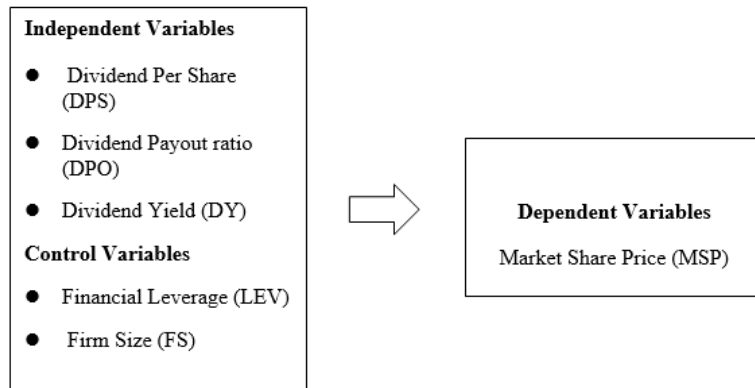 Independent Variables
● Dividend Per Share
(DPS)
● Dividend Payout ratio
(DPO)
● Dividend Yield (DY)
Control Variables
● Financial Leverage (LEV)
● Firm Size (FS)
Dependent Variables
Market Share Price (MSP)